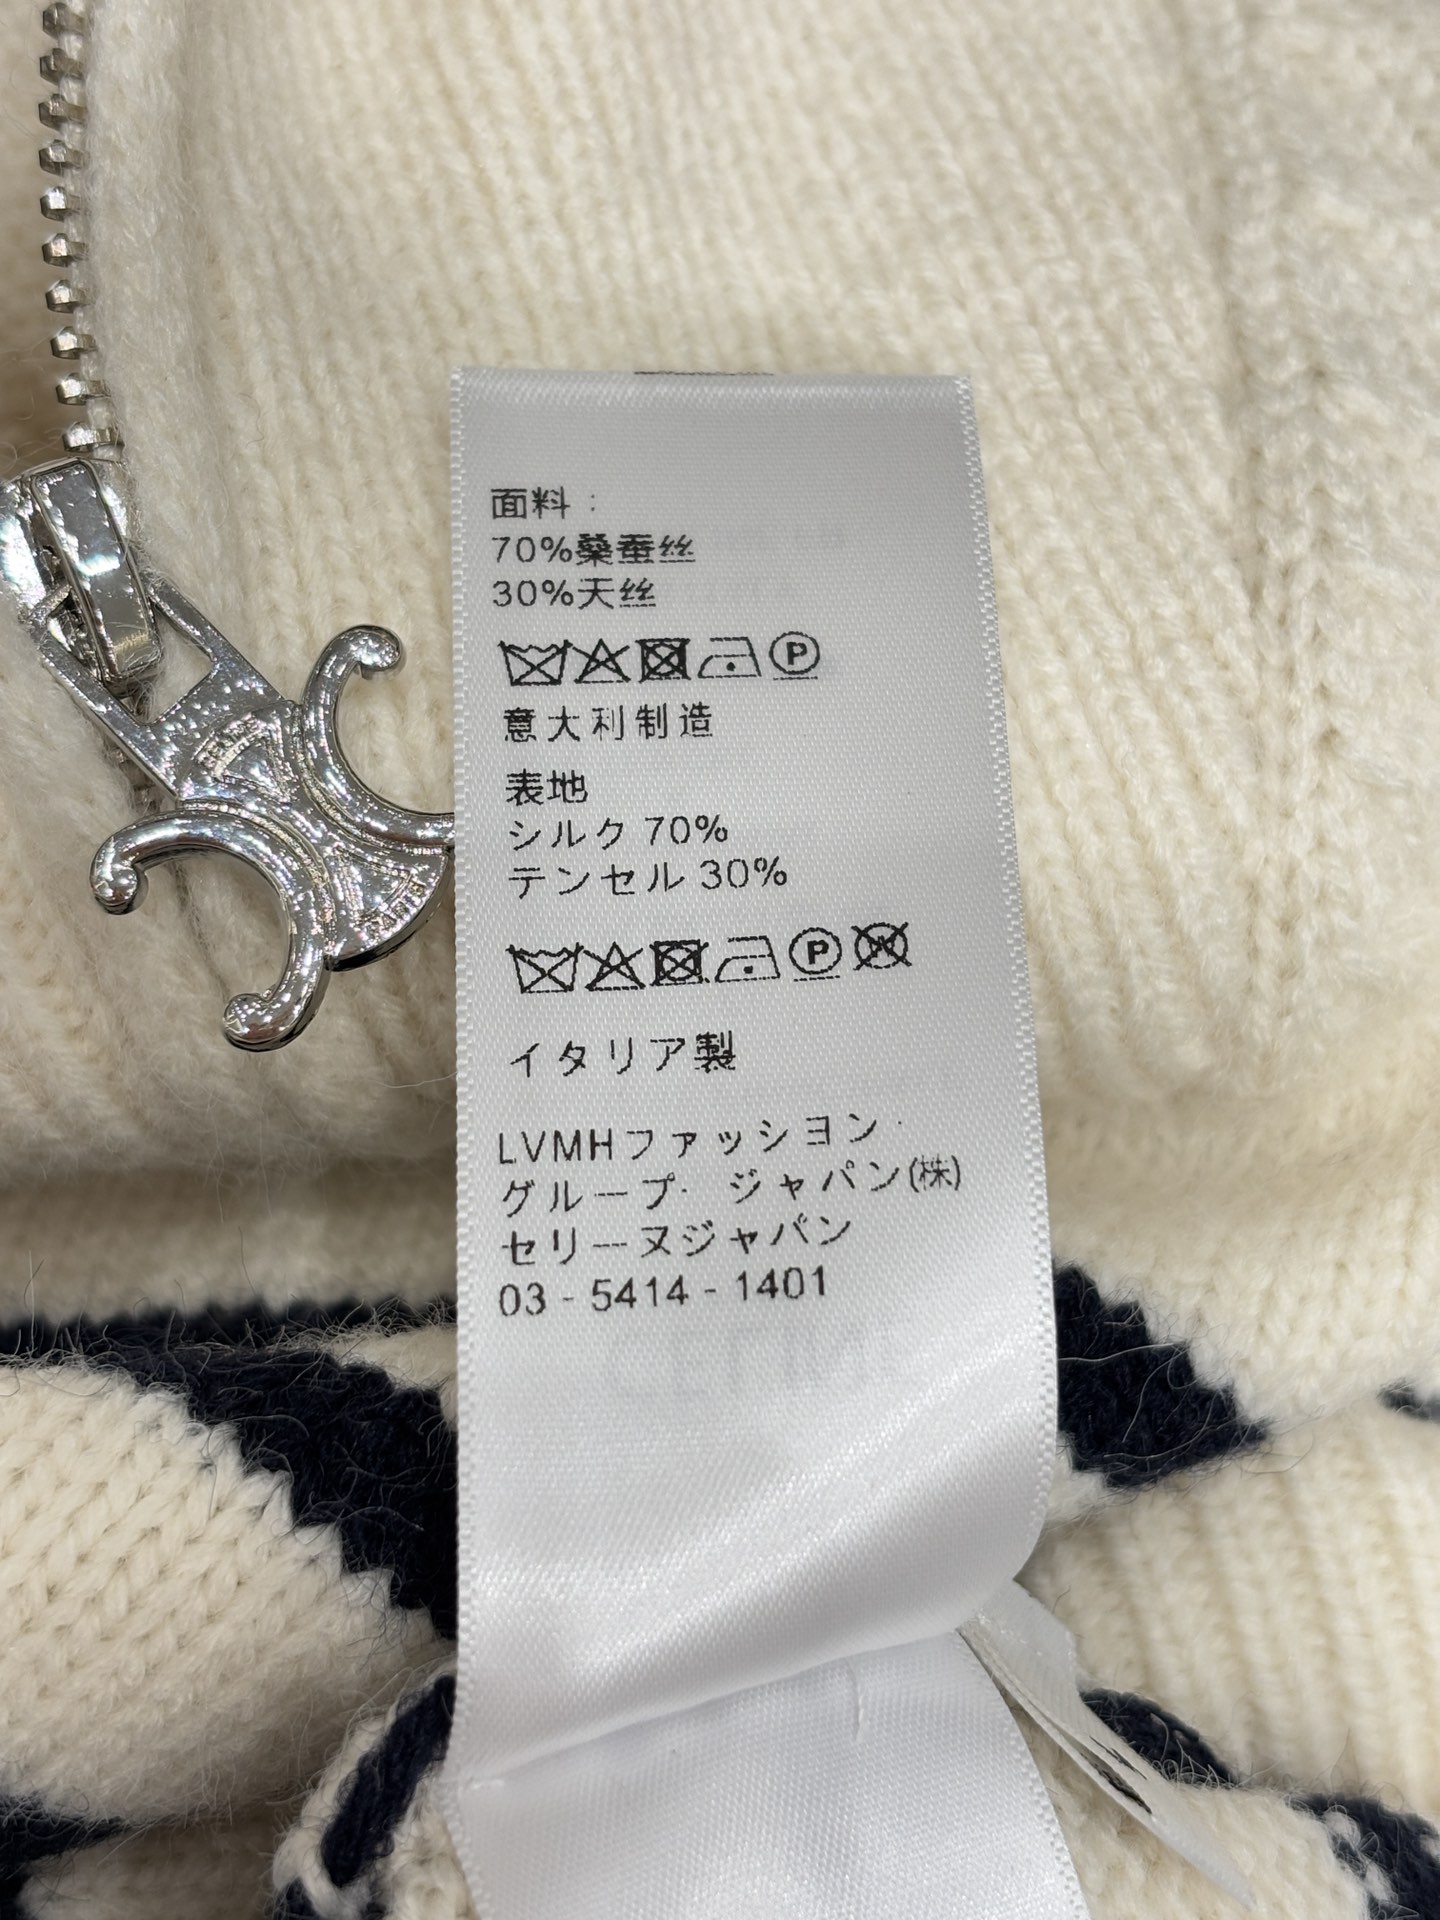 面料：
70%桑蚕丝
30%天丝
P
意大利制造
表地
シルク 70%
テンセル 30%
P W
イタリア製
LVMHファッション・
グループ・ジャパン(株)
セリーヌジャパン
03 - 5414 - 1401